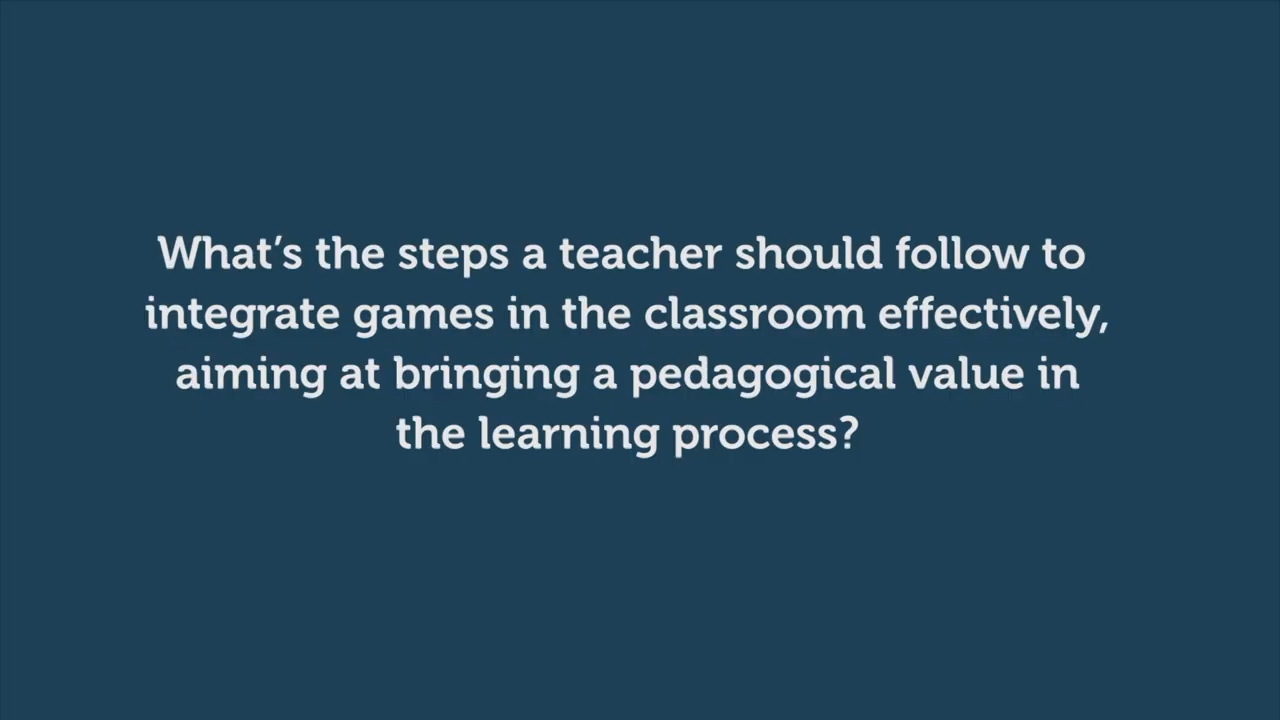 What’s the steps a teacher should follow to
integrate games in the classroom effectively,
aiming at bringing a pedagogical value in
the learning process?